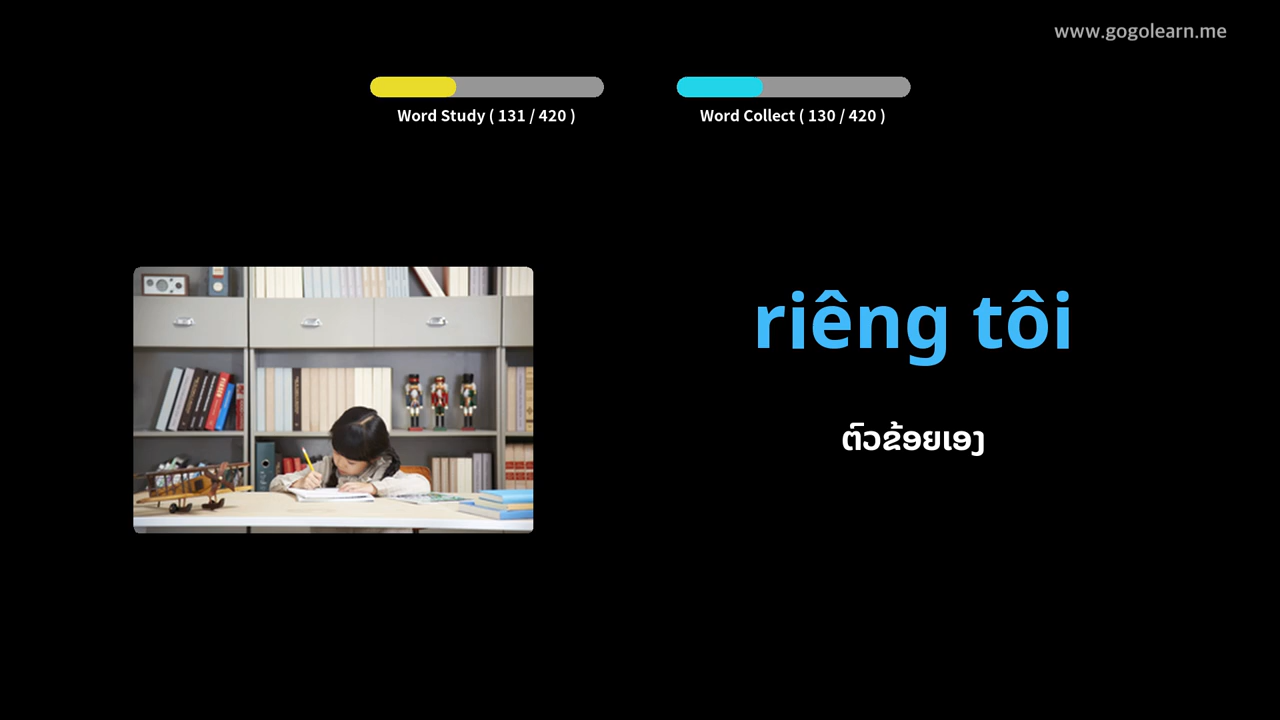 www.gogolearn.me
Word Study ( 131 / 420 )
Word Collect ( 130 / 420 )
riêng tôi
ຕົວຂ້ອຍເອງ